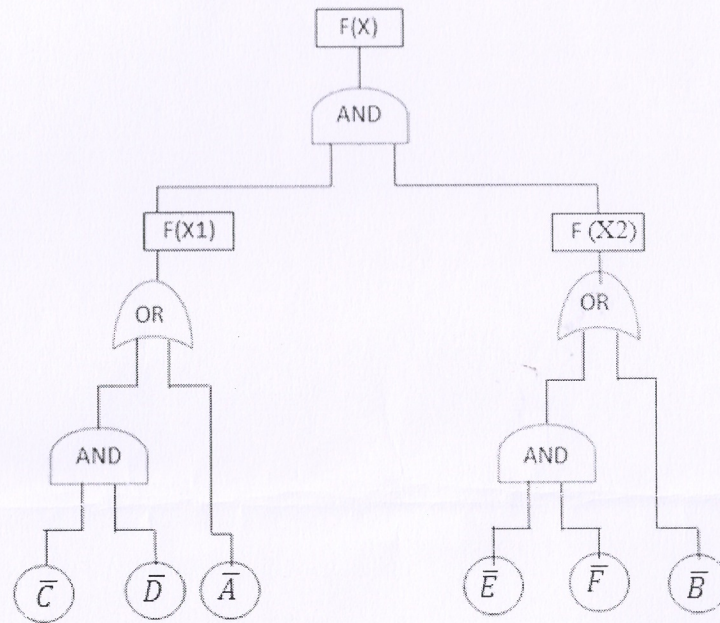 F(X)
AND
F(X1)
F (X2)
OR
OR
AND
AND
C̅
D̅
A̅
E̅
F̅
B̅